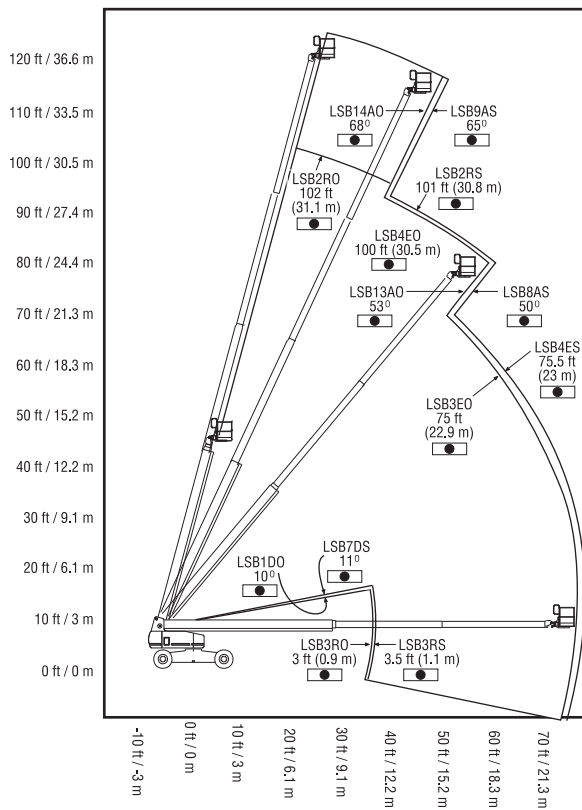 120 ft / 36.6 m
110 ft / 33.5 m
100 ft / 30.5 m
90 ft / 27.4 m
80 ft / 24.4 m
70 ft / 21.3 m
60 ft / 18.3 m
50 ft / 15.2 m
40 ft / 12.2 m
30 ft / 9.1 m
20 ft / 6.1 m
10 ft / 3 m
0 ft / 0 m
LSB14AO
68⁰
LSB9AS
65⁰
LSB2RO
102 ft
(31.1 m)
LSB2RS
101 ft (30.8 m)
LSB4EO
100 ft (30.5 m)
LSB13AO
53⁰
LSB8AS
50⁰
LSB4ES
75.5 ft
(23 m)
LSB3EO
75 ft
(22.9 m)
LSB1DO
10⁰
LSB7DS
11⁰
LSB3RO
3 ft (0.9 m)
LSB3RS
3.5 ft (1.1 m)
-10 ft / -3 m
0 ft / 0 m
10 ft / 3 m
20 ft / 6.1 m
30 ft / 9.1 m
40 ft / 12.2 m
50 ft / 15.2 m
60 ft / 18.3 m
70 ft / 21.3 m